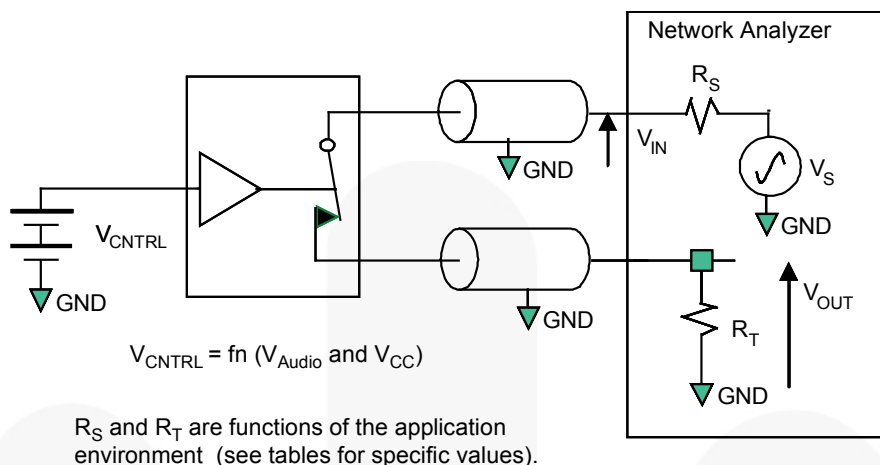 Network Analyzer
R_S
GND
V_IN
V_S
GND
V_CNTRL
GND
GND
V_OUT
R_T
GND
V_CNTRL = fn (V_Audio and V_CC)
R_S and R_T are functions of the application
environment (see tables for specific values).